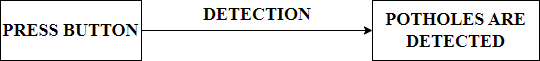 PRESS BUTTON
DETECTION
POTHOLES ARE
DETECTED